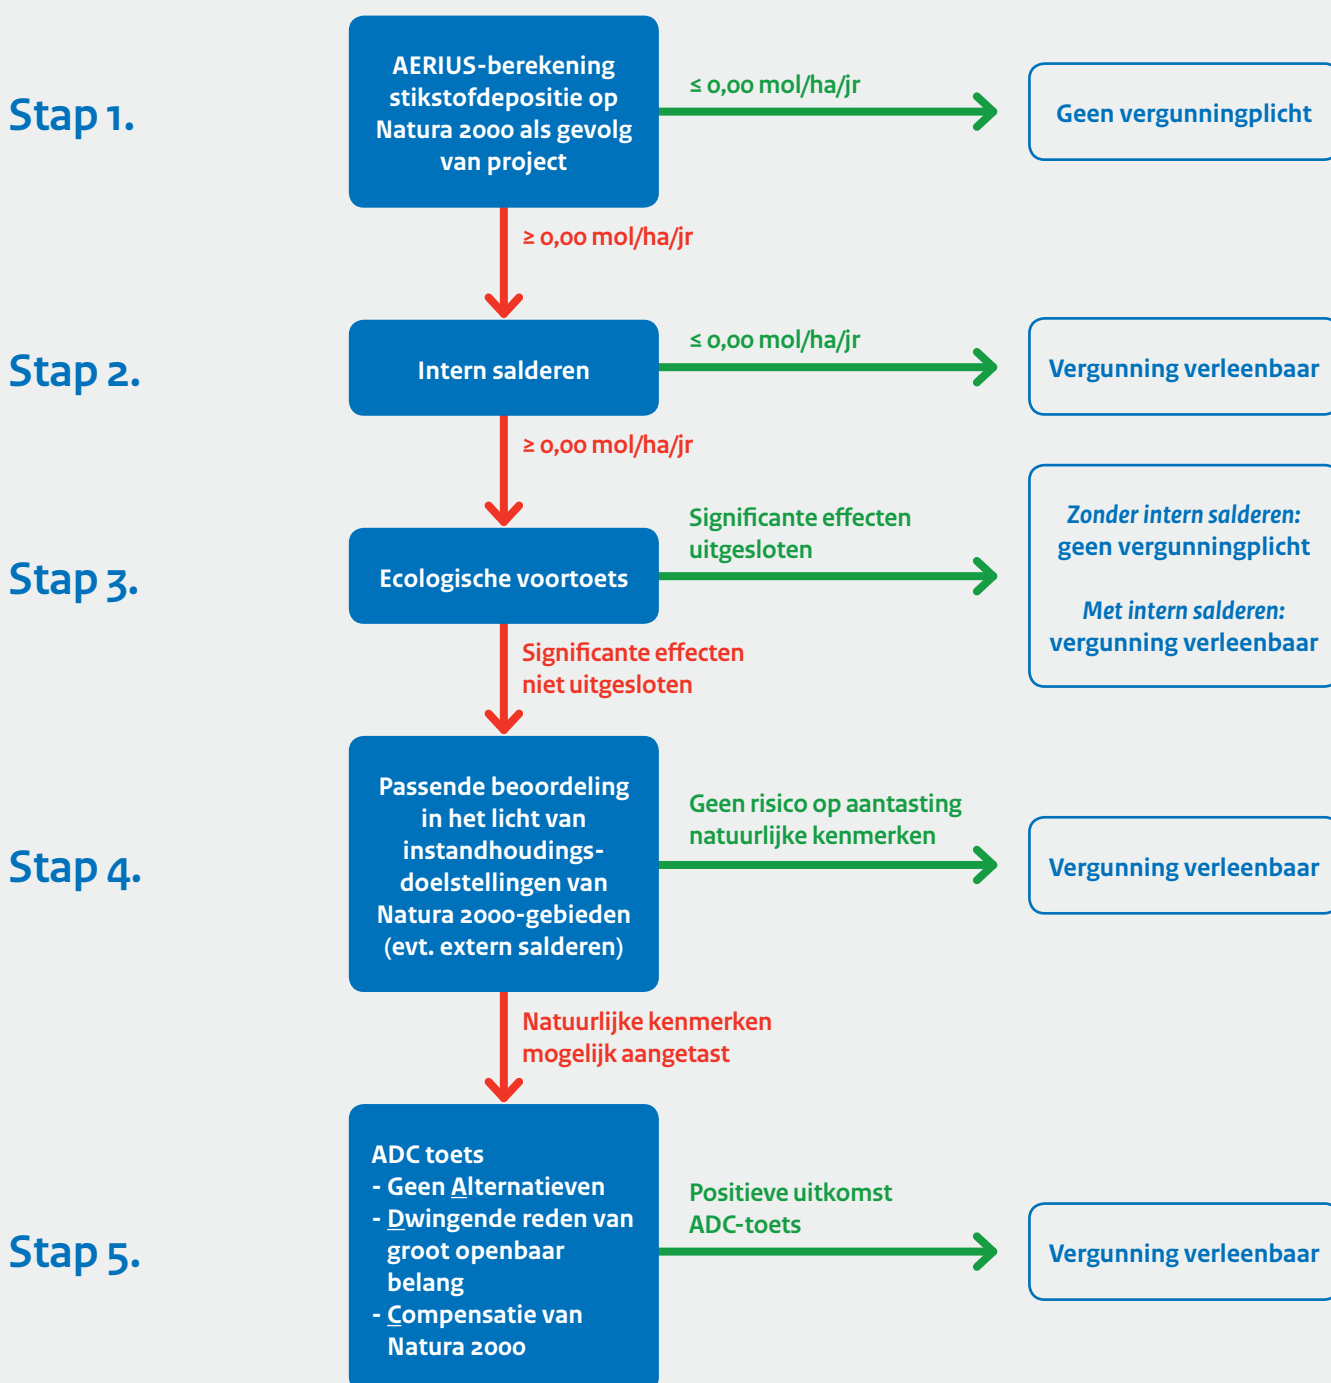 Stap 1.
AERIUS-berekening
stikstofdepositie op
Natura 2000 als gevolg
van project
≤ 0,00 mol/ha/jr
Geen vergunningplicht
≥ 0,00 mol/ha/jr
Stap 2.
Intern salderen
≤ 0,00 mol/ha/jr
Vergunning verleenbaar
≥ 0,00 mol/ha/jr
Stap 3.
Ecologische voortoets
Significante effecten
uitgesloten
Zonder intern salderen:
geen vergunningplicht
Met intern salderen:
vergunning verleenbaar
Significante effecten
niet uitgesloten
Stap 4.
Passende beoordeling
in het licht van
instandhoudings-
doelstellingen van
Natura 2000-gebieden
(evt. extern salderen)
Geen risico op aantasting
natuurlijke kenmerken
Vergunning verleenbaar
Natuurlijke kenmerken
mogelijk aangetast
Stap 5.
ADC toets
- Geen Alternatieven
- Dwingende reden van
groot openbaar
belang
- Compensatie van
Natura 2000
Positieve uitkomst
ADC-toets
Vergunning verleenbaar